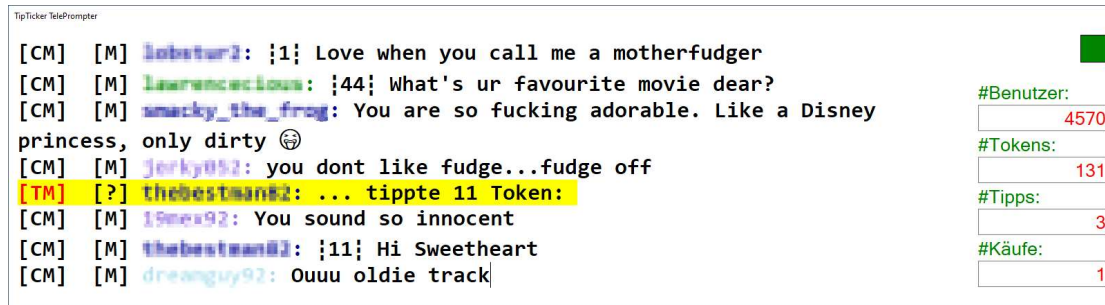 TipTicker TelePrompter
[CM] [M] ¦1¦ Love when you call me a motherfudger
[CM] [M] ¦44¦ What's ur favourite movie dear?
[CM] [M] You are so fucking adorable. Like a Disney
princess, only dirty 😁
[CM] [M] you dont like fudge...fudge off
[TM] [?] ... tippte 11 Token:
[CM] [M] You sound so innocent
[CM] [M] ¦11¦ Hi Sweetheart
[CM] [M] Ouuu oldie track
#Benutzer:
4570
#Tokens:
131
#Tipps:
3
#Käufe:
1